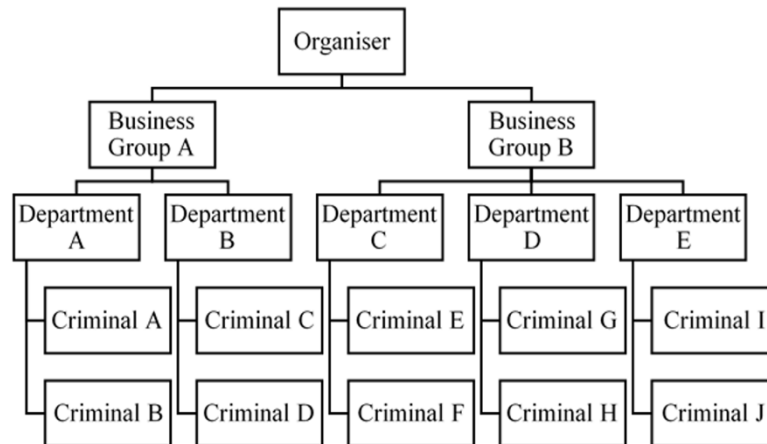 Organiser
Business
Group A
Business
Group B
Department
A
Department
B
Department
C
Department
D
Department
E
Criminal A
Criminal C
Criminal E
Criminal G
Criminal I
Criminal B
Criminal D
Criminal F
Criminal H
Criminal J